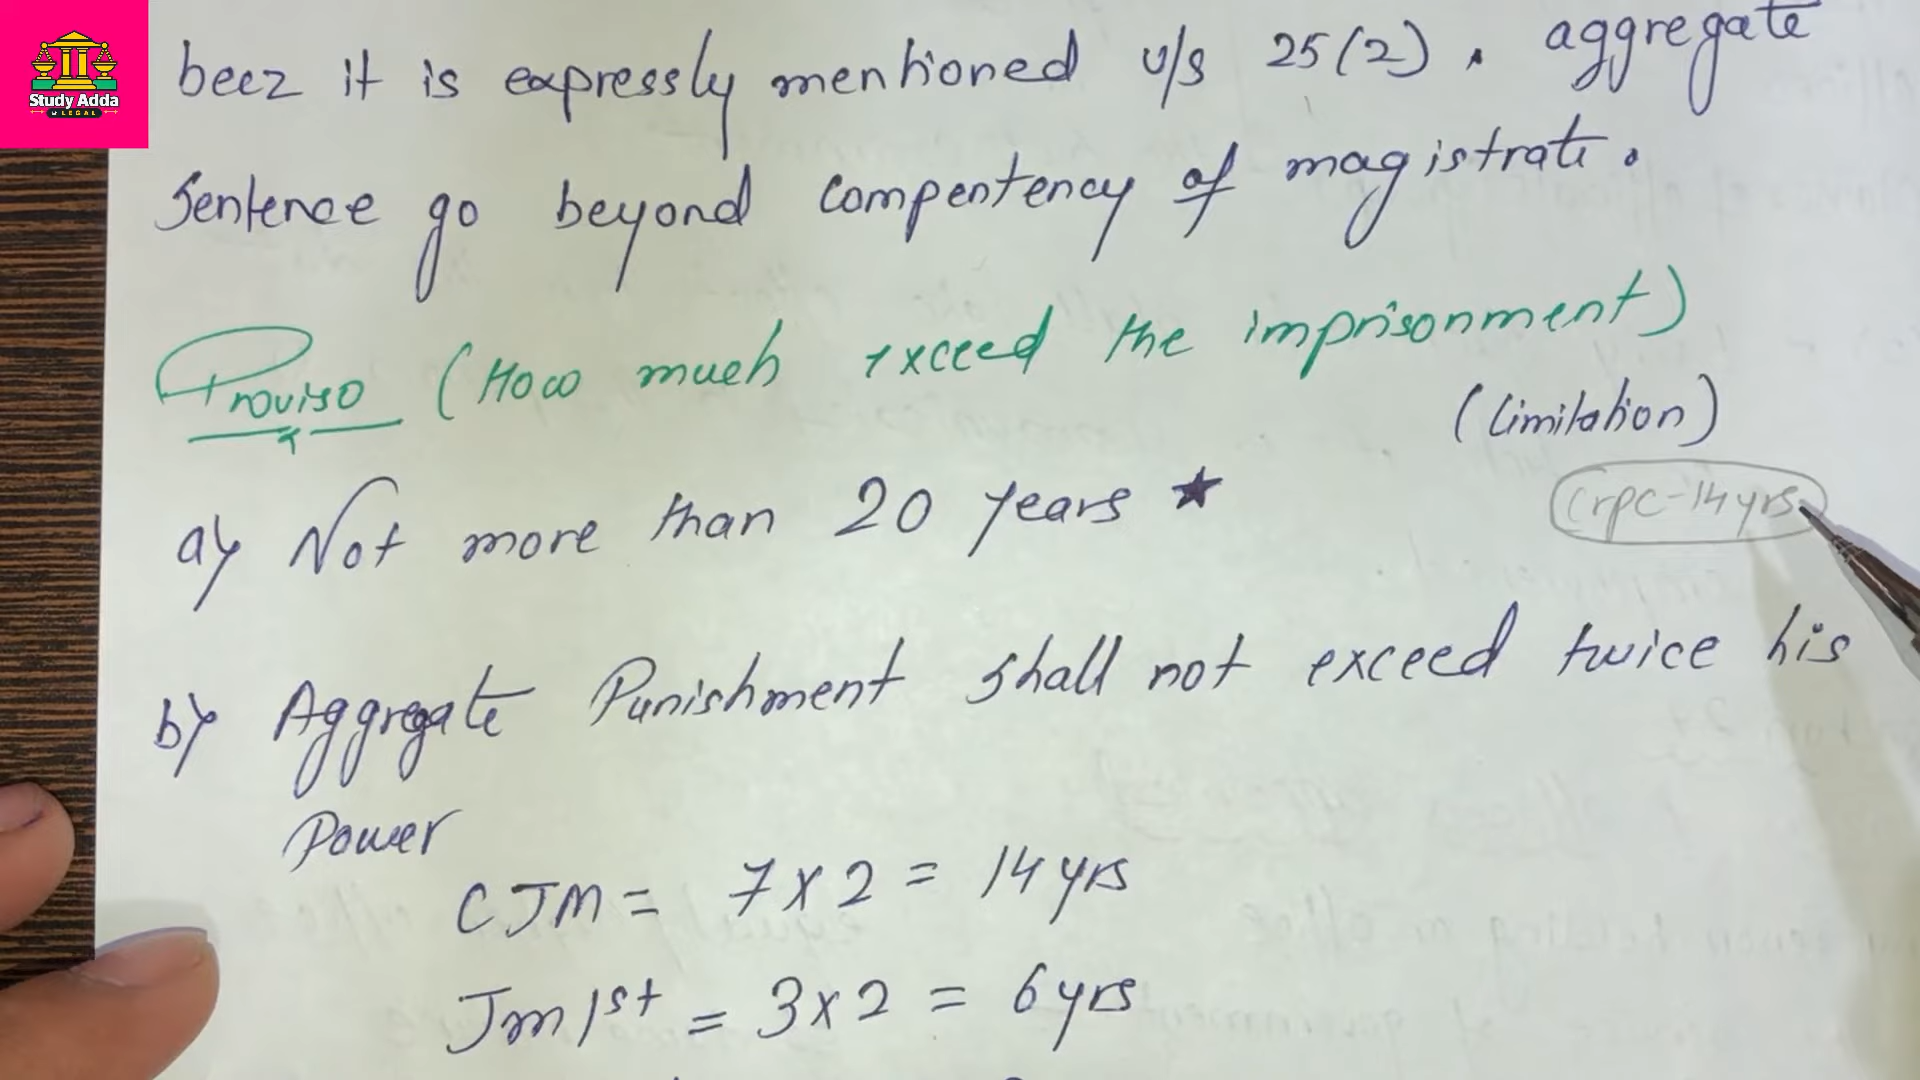 Study Adda
LEGAL
becz it is expressly mentioned u/s 25(2). aggregate
Sentence go beyond compentency of magistrate.
Proviso (How much exceed the imprisonment)
(limitation)
a) Not more than 20 years ★
Crpc-14yrs
b) Aggregate Punishment shall not exceed twice his
Power
CJM = 7x2 = 14 yrs
Jm 1st = 3x2 = 6 yrs